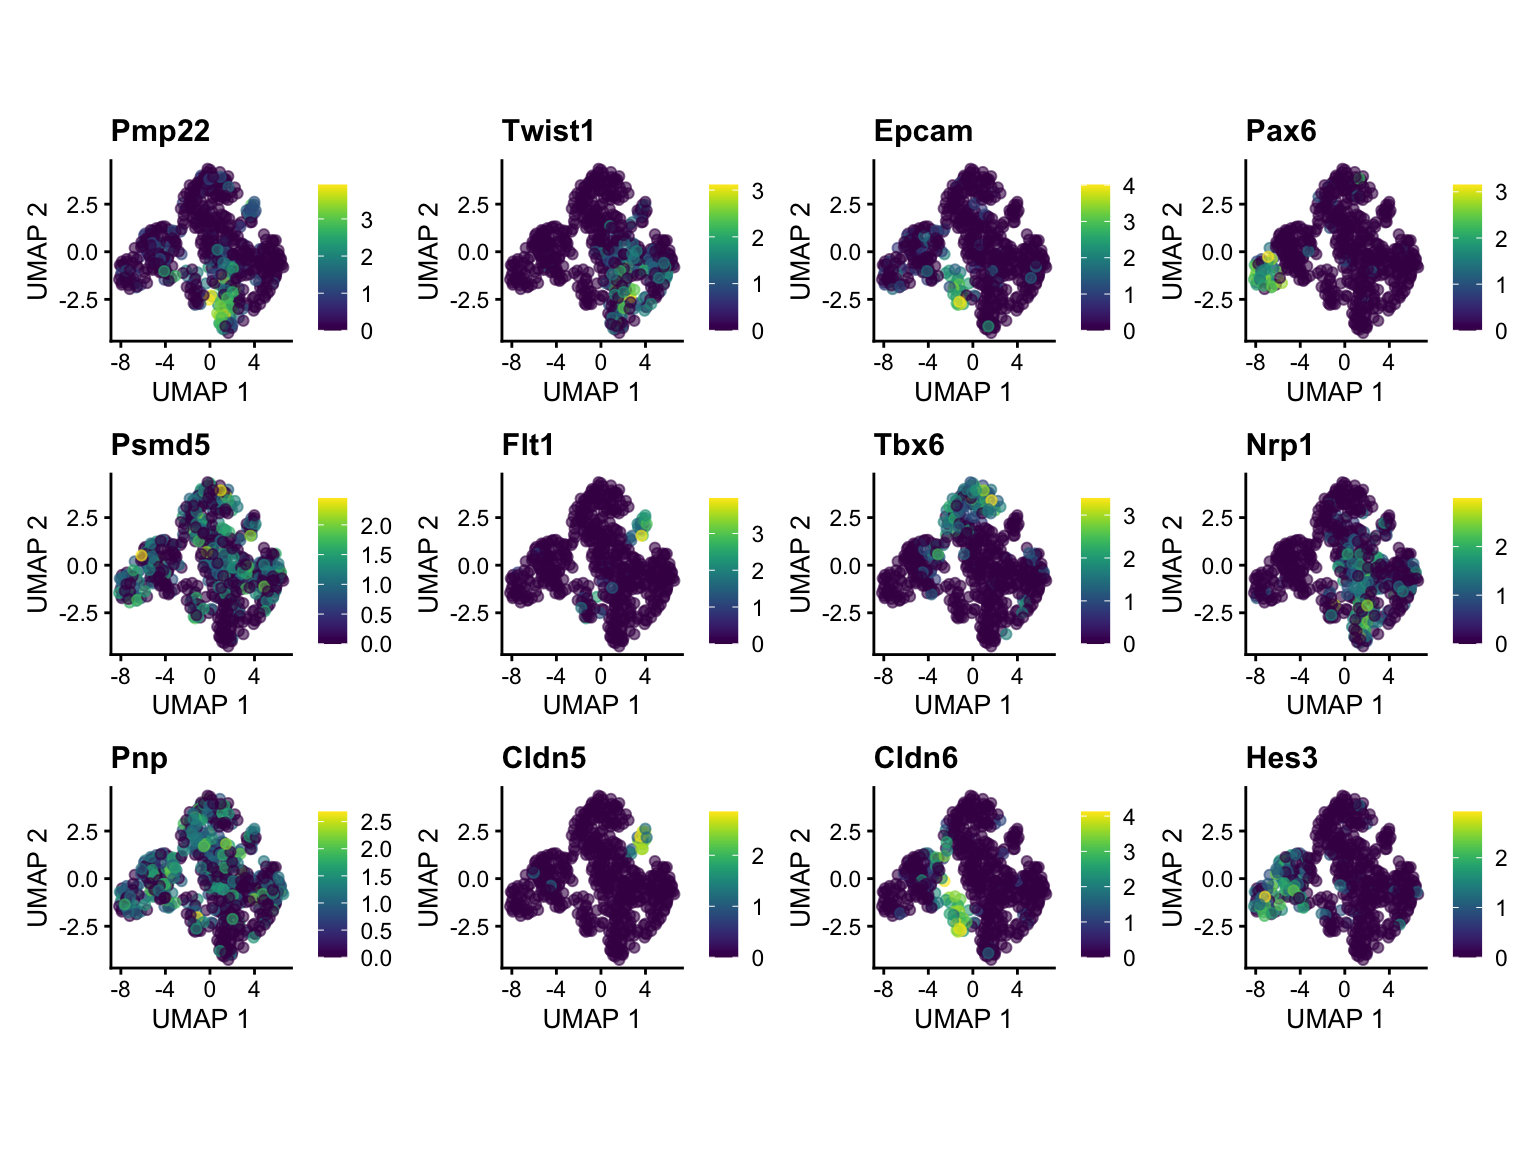 Pmp22 Twist1 Epcam Pax6
UMAP 2 2.5 0.0 -2.5 3 2 1 0 UMAP 2 2.5 0.0 -2.5 3 2 1 0 UMAP 2 2.5 0.0 -2.5 4 3 2 1 0 UMAP 2 2.5 0.0 -2.5 3 2 1 0
-8 -4 0 4 -8 -4 0 4 -8 -4 0 4 -8 -4 0 4
UMAP 1 UMAP 1 UMAP 1 UMAP 1
Psmd5 Flt1 Tbx6 Nrp1
UMAP 2 2.5 0.0 -2.5 2.0 1.5 1.0 0.5 0.0 UMAP 2 2.5 0.0 -2.5 3 2 1 0 UMAP 2 2.5 0.0 -2.5 3 2 1 0 UMAP 2 2.5 0.0 -2.5 2 1 0
-8 -4 0 4 -8 -4 0 4 -8 -4 0 4 -8 -4 0 4
UMAP 1 UMAP 1 UMAP 1 UMAP 1
Pnp Cldn5 Cldn6 Hes3
UMAP 2 2.5 0.0 -2.5 2.5 2.0 1.5 1.0 0.5 0.0 UMAP 2 2.5 0.0 -2.5 2 1 0 UMAP 2 2.5 0.0 -2.5 4 3 2 1 0 UMAP 2 2.5 0.0 -2.5 2 1 0
-8 -4 0 4 -8 -4 0 4 -8 -4 0 4 -8 -4 0 4
UMAP 1 UMAP 1 UMAP 1 UMAP 1